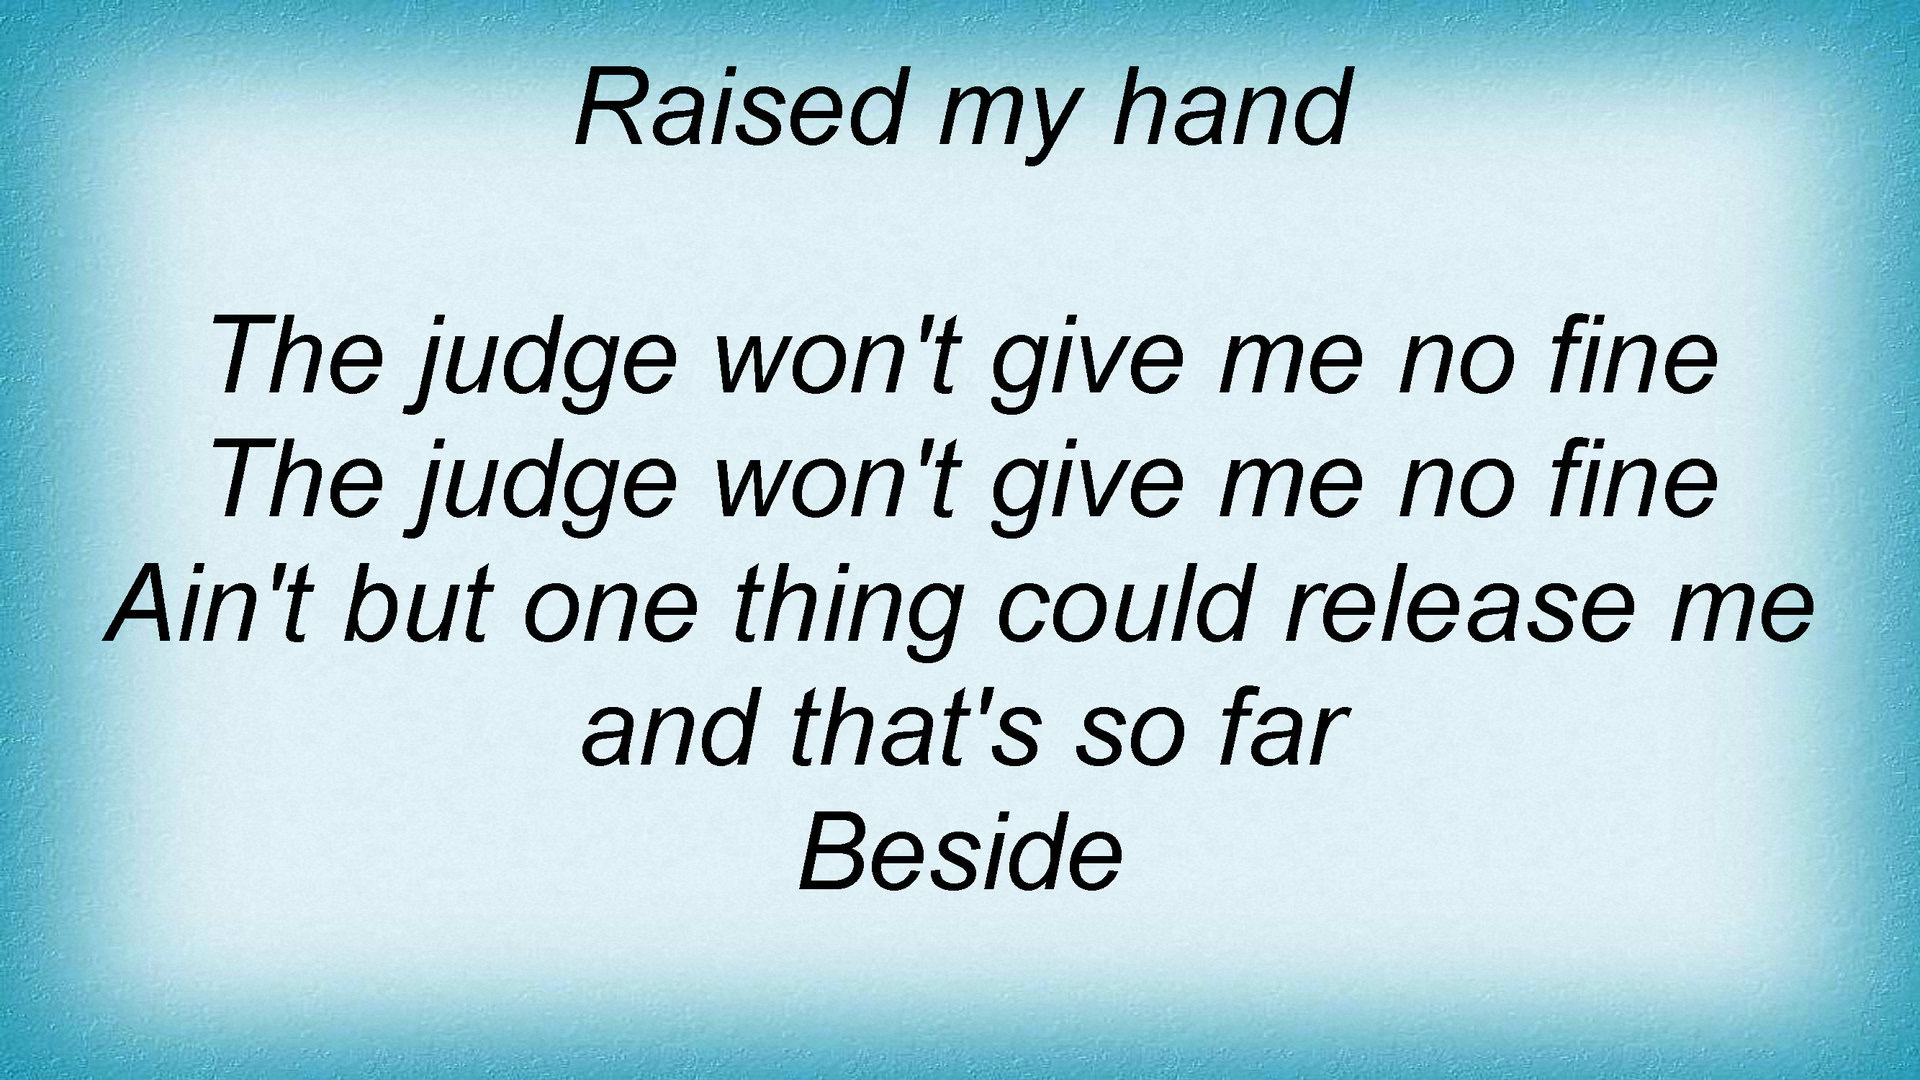 Raised my hand
The judge won't give me no fine
The judge won't give me no fine
Ain't but one thing could release me
and that's so far
Beside